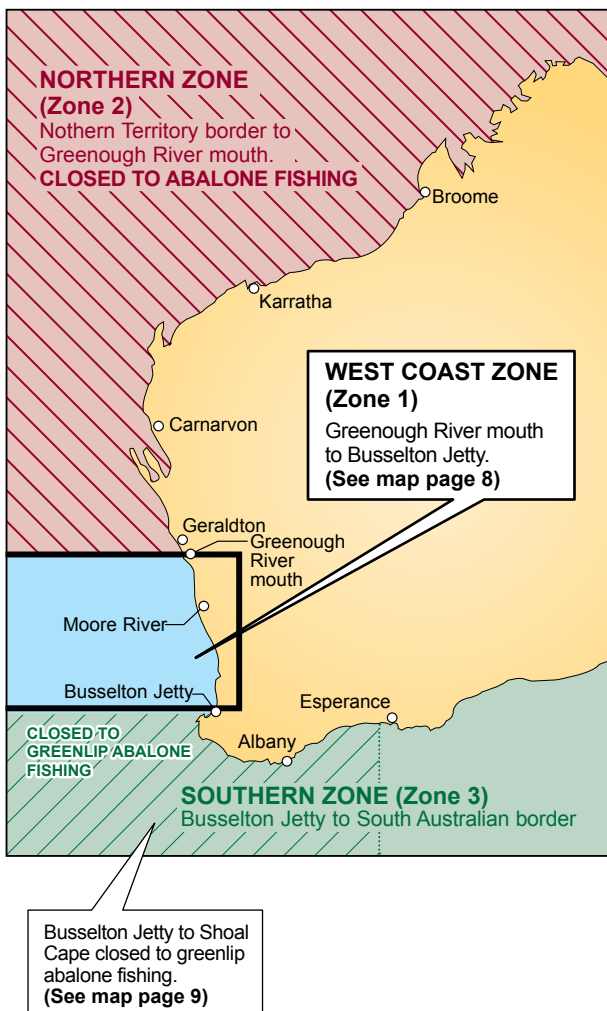 NORTHERN ZONE
(Zone 2)
Nothern Territory border to
Greenough River mouth.
CLOSED TO ABALONE FISHING
Broome
Karratha
WEST COAST ZONE
(Zone 1)
Greenough River mouth
to Busselton Jetty.
(See map page 8)
Carnarvon
Geraldton
Greenough
River
mouth
Moore River
Busselton Jetty
Esperance
CLOSED TO
GREENLIP ABALONE
FISHING
Albany
SOUTHERN ZONE (Zone 3)
Busselton Jetty to South Australian border
Busselton Jetty to Shoal
Cape closed to greenlip
abalone fishing.
(See map page 9)